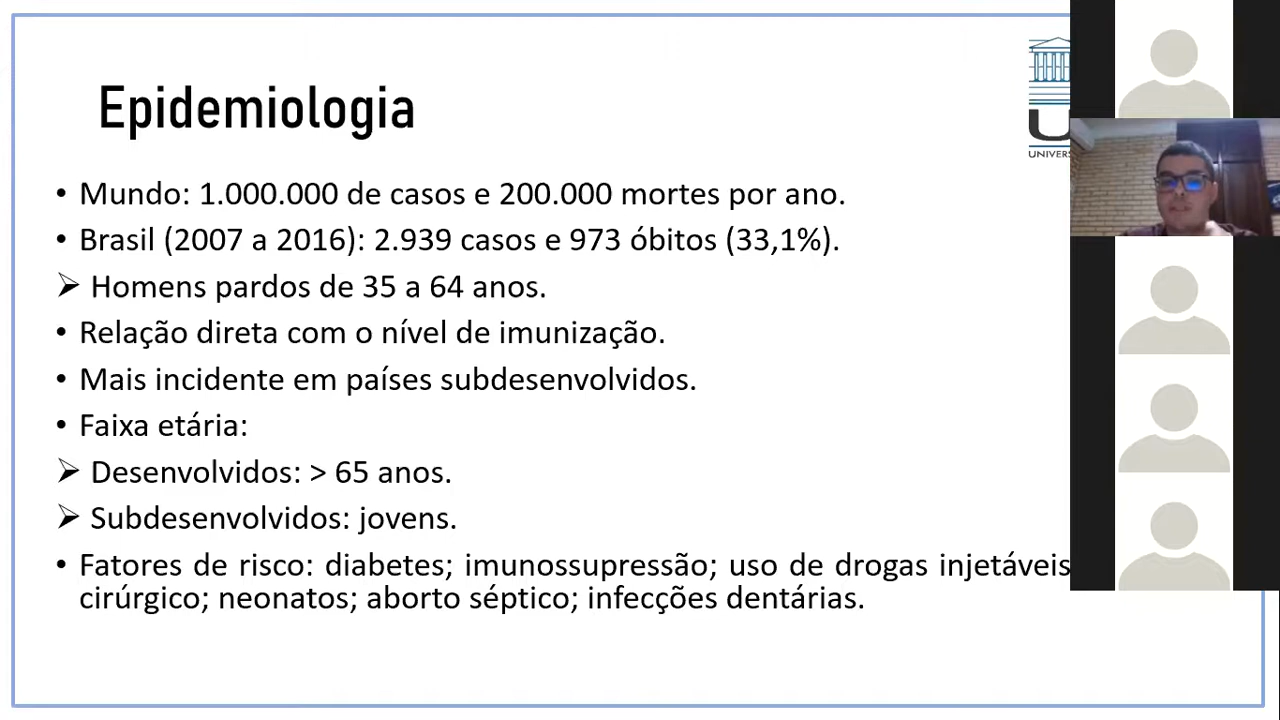 Epidemiologia
• Mundo: 1.000.000 de casos e 200.000 mortes por ano.
• Brasil (2007 a 2016): 2.939 casos e 973 óbitos (33,1%).
➢ Homens pardos de 35 a 64 anos.
• Relação direta com o nível de imunização.
• Mais incidente em países subdesenvolvidos.
• Faixa etária:
➢ Desenvolvidos: > 65 anos.
➢ Subdesenvolvidos: jovens.
• Fatores de risco: diabetes; imunossupressão; uso de drogas injetáveis
cirúrgico; neonatos; aborto séptico; infecções dentárias.